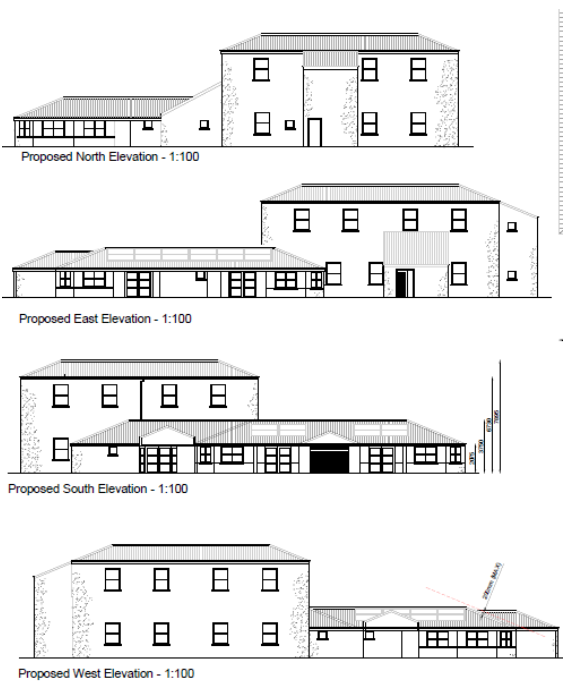 Proposed North Elevation - 1:100
Proposed East Elevation - 1:100
Proposed South Elevation - 1:100
Proposed West Elevation - 1:100